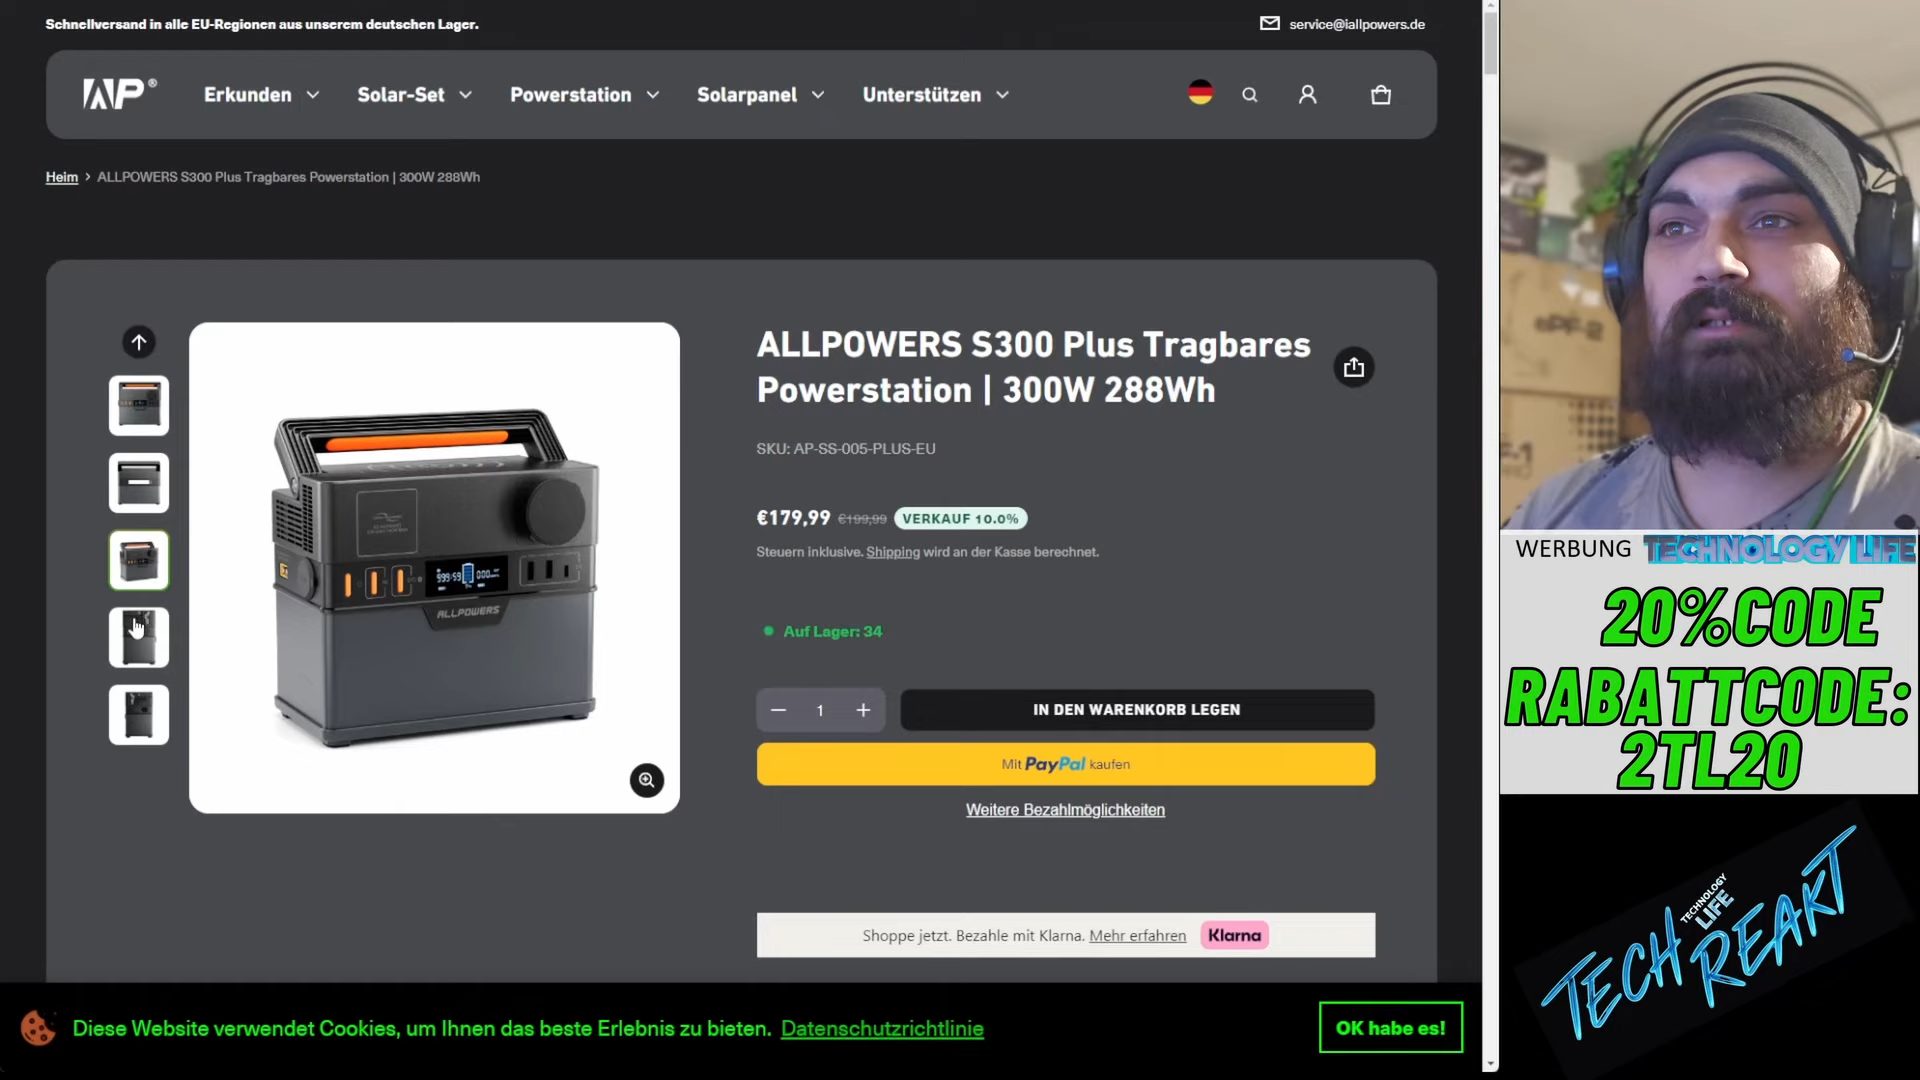 Schnellversand in alle EU-Regionen aus unserem deutschen Lager.
service@iallpowers.de
AP®
Erkunden
Solar-Set
Powerstation
Solarpanel
Unterstützen
Heim > ALLPOWERS S300 Plus Tragbares Powerstation | 300W 288Wh
ALLPOWERS S300 Plus Tragbares
Powerstation | 300W 288Wh
SKU: AP-SS-005-PLUS-EU
€179,99 €199,99 VERKAUF 10.0%
Steuern inklusive. Shipping wird an der Kasse berechnet.
Auf Lager: 34
1
IN DEN WARENKORB LEGEN
Mit PayPal kaufen
Weitere Bezahlmöglichkeiten
Shoppe jetzt. Bezahle mit Klarna. Mehr erfahren
Klarna
ALLPOWERS
Diese Website verwendet Cookies, um Ihnen das beste Erlebnis zu bieten. Datenschutzrichtlinie
OK habe es!
WERBUNG TECHNOLOGY LIFE
20%CODE
RABATTCODE:
2TL20
TECHNOLOGY
LIFE
TECH
REAKT